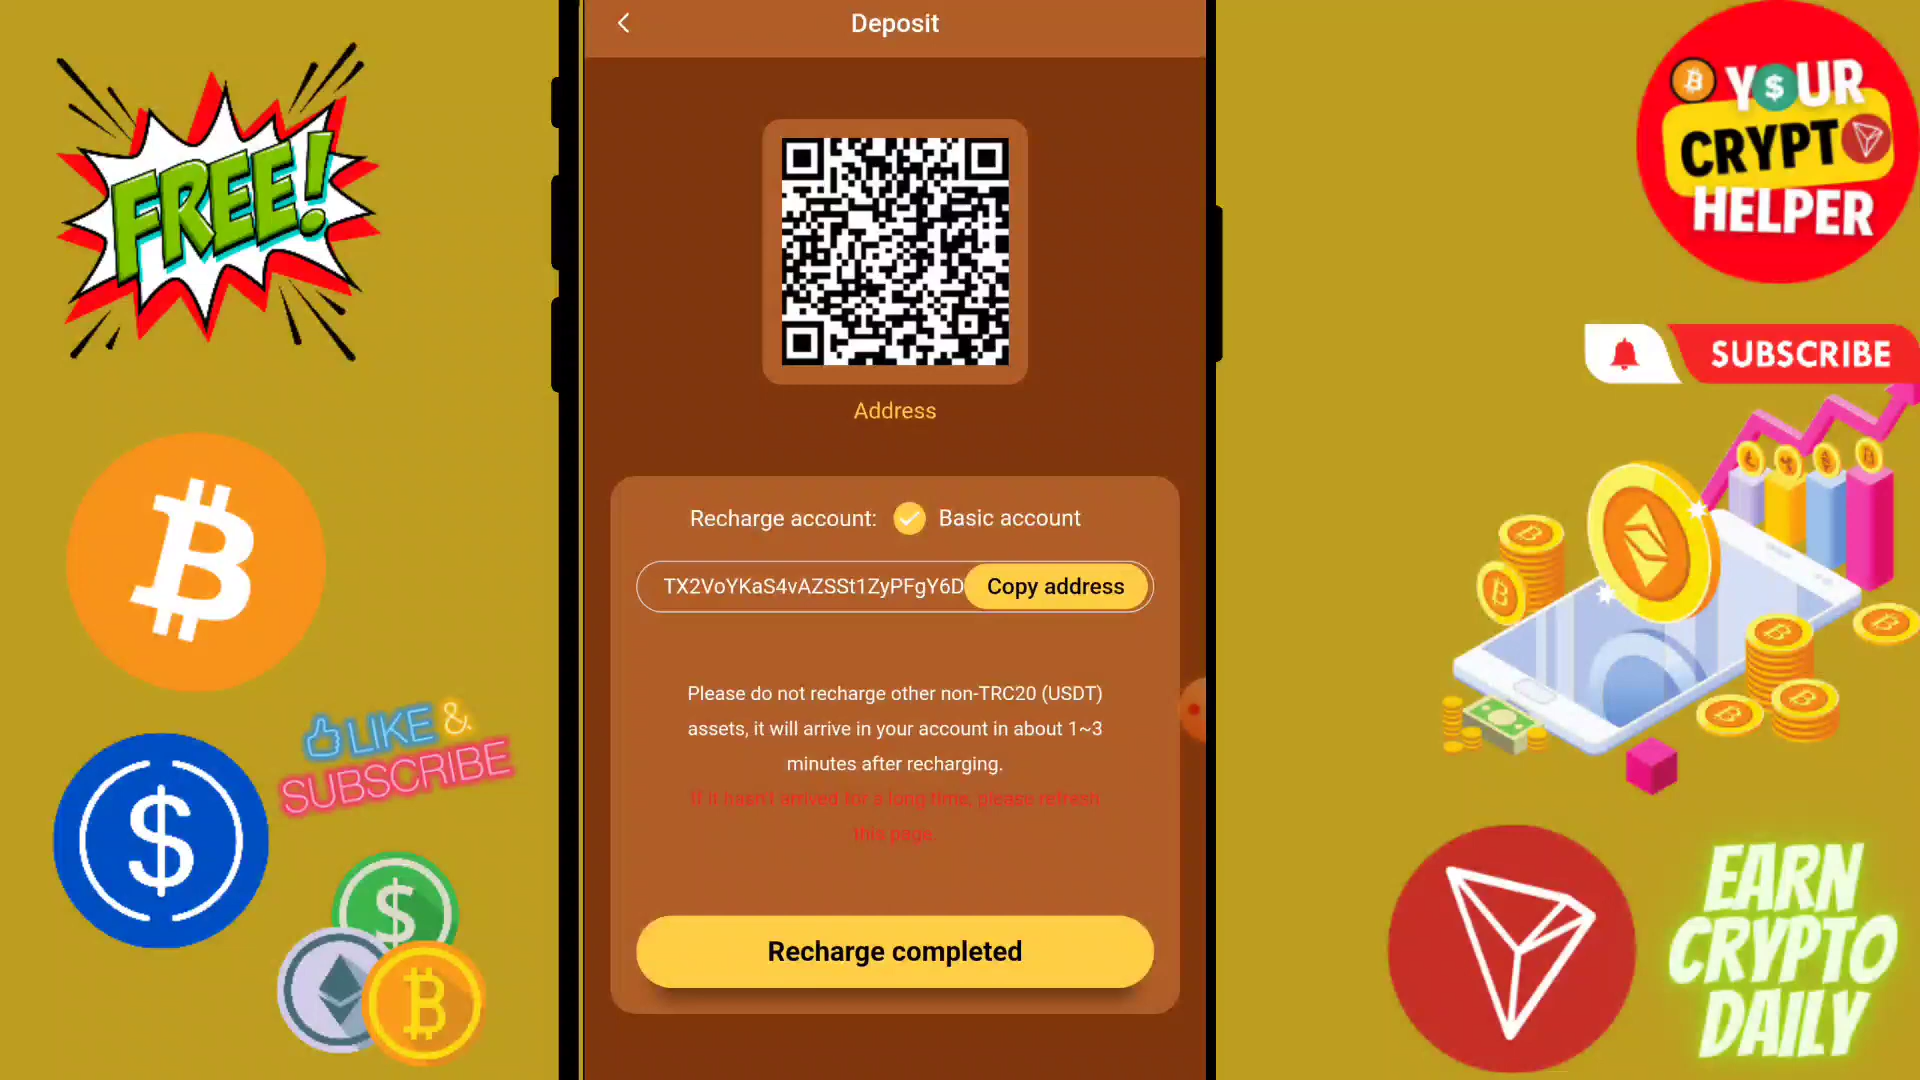 Deposit
FREE!
YOUR
CRYPTO
HELPER
SUBSCRIBE
Address
Recharge account: Basic account
TX2VoYKaS4vAZSSt1ZyPFgY6D Copy address
Please do not recharge other non-TRC20 (USDT)
assets, it will arrive in your account in about 1~3
minutes after recharging.
If it hasn't arrived for a long time, please refresh
this page.
LIKE &
SUBSCRIBE
Recharge completed
EARN
CRYPTO
DAILY